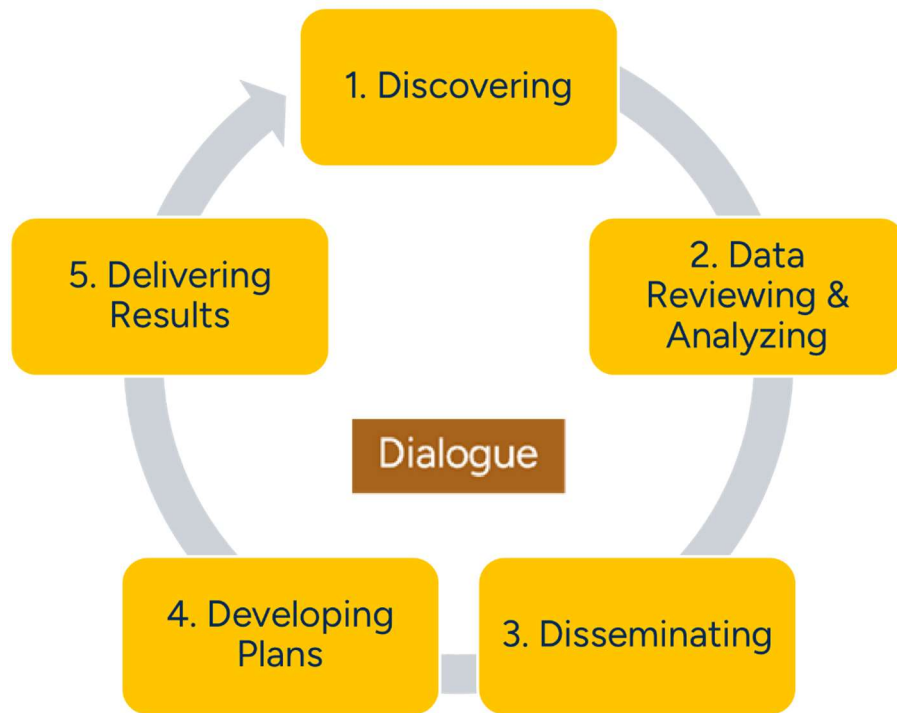 1. Discovering
2. Data
Reviewing &
Analyzing
3. Disseminating
4. Developing
Plans
5. Delivering
Results
Dialogue